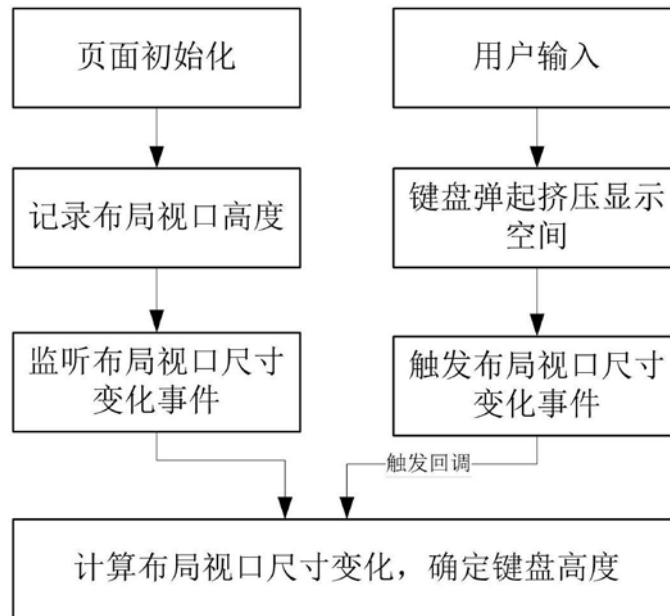 页面初始化
用户输入
记录布局视口高度
键盘弹起挤压显示
空间
监听布局视口尺寸
变化事件
触发布局视口尺寸
变化事件
触发回调
计算布局视口尺寸变化，确定键盘高度